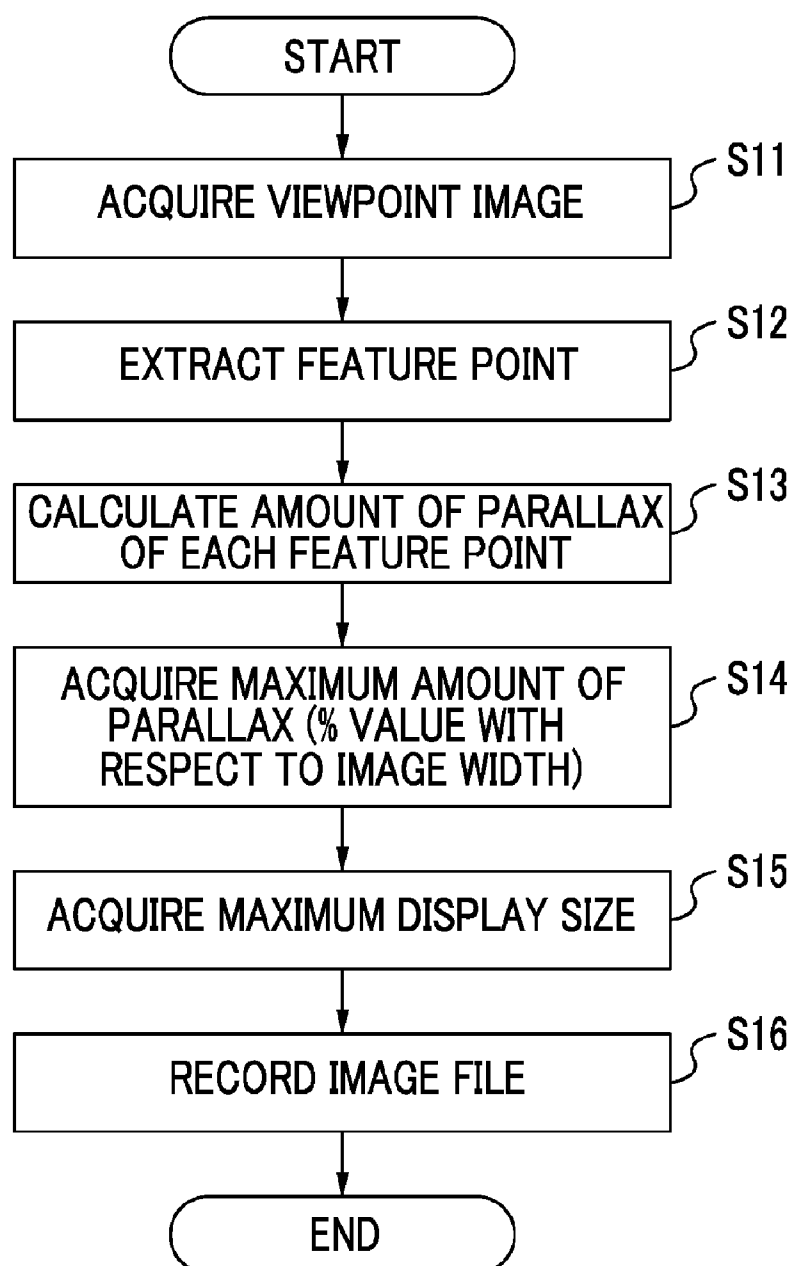 START
S11
ACQUIRE VIEWPOINT IMAGE
S12
EXTRACT FEATURE POINT
S13
CALCULATE AMOUNT OF PARALLAX
OF EACH FEATURE POINT
S14
ACQUIRE MAXIMUM AMOUNT OF
PARALLAX (% VALUE WITH
RESPECT TO IMAGE WIDTH)
S15
ACQUIRE MAXIMUM DISPLAY SIZE
S16
RECORD IMAGE FILE
END